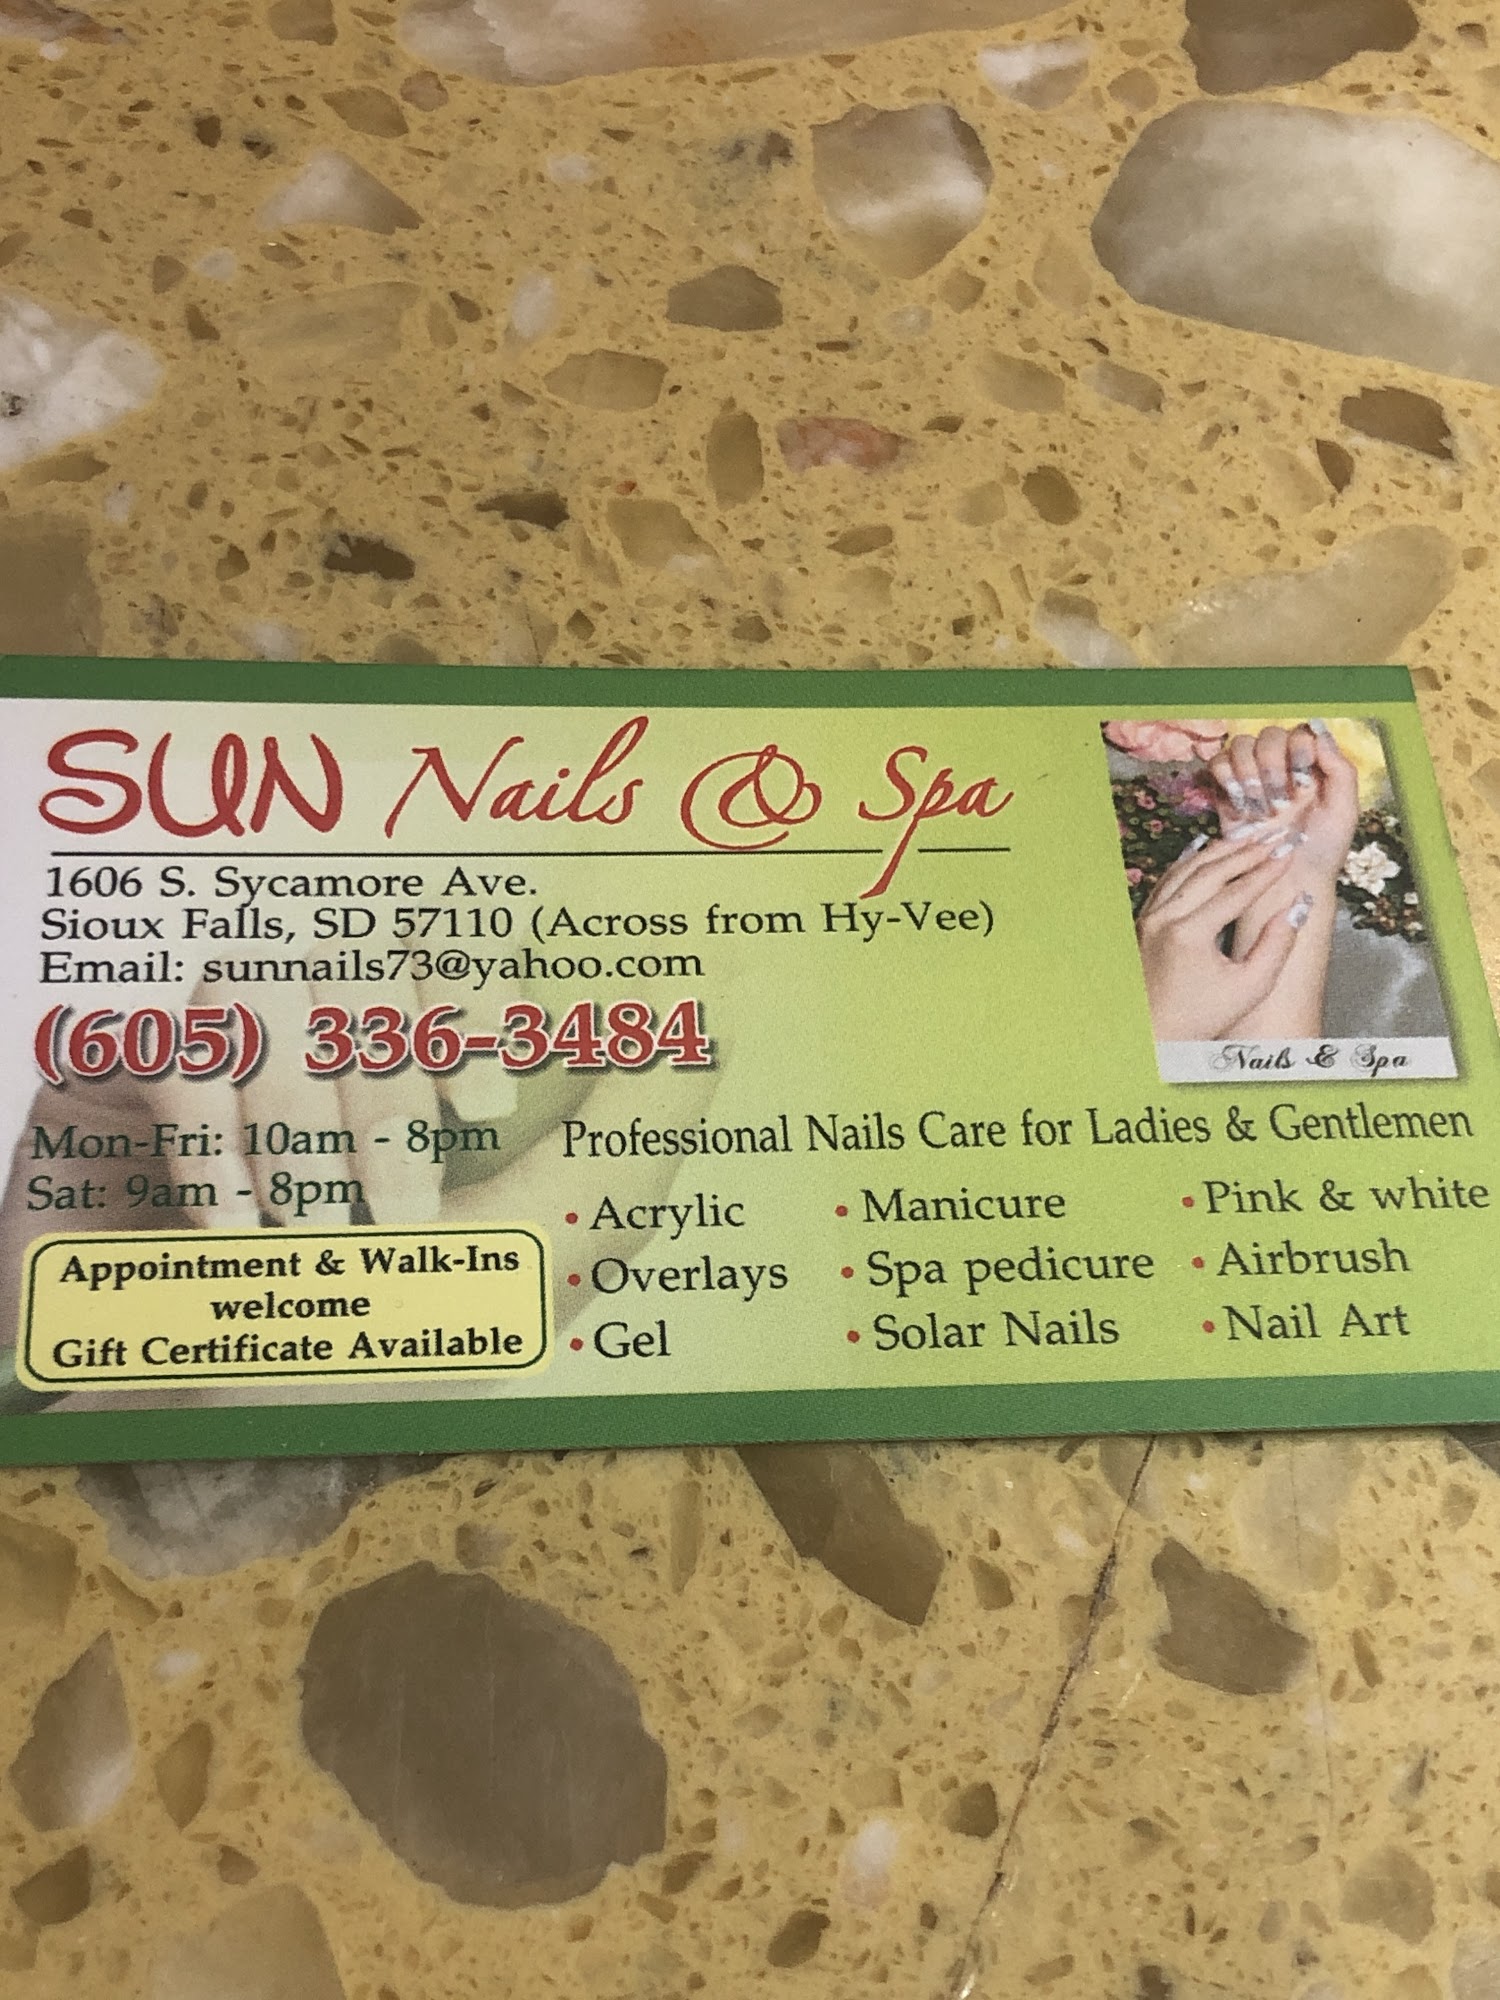 SUN Nails & Spa
1606 S. Sycamore Ave.
Sioux Falls, SD 57110 (Across from Hy-Vee)
Email: sunnails73@yahoo.com
(605) 336-3484
Nails & Spa
Mon-Fri: 10am - 8pm
Sat: 9am - 8pm
Appointment & Walk-Ins
welcome
Gift Certificate Available
Professional Nails Care for Ladies & Gentlemen
• Acrylic • Manicure • Pink & white
• Overlays • Spa pedicure • Airbrush
• Gel • Solar Nails • Nail Art